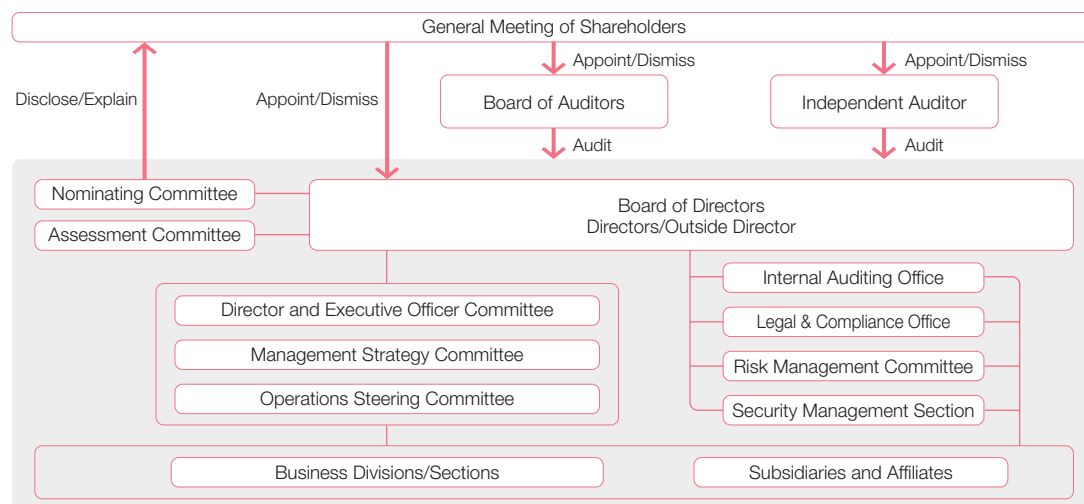 General Meeting of Shareholders
Disclose/Explain
Appoint/Dismiss
Appoint/Dismiss
Appoint/Dismiss
Board of Auditors
Independent Auditor
Audit
Audit
Nominating Committee
Assessment Committee
Board of Directors
Directors/Outside Director
Director and Executive Officer Committee
Management Strategy Committee
Operations Steering Committee
Internal Auditing Office
Legal & Compliance Office
Risk Management Committee
Security Management Section
Business Divisions/Sections
Subsidiaries and Affiliates